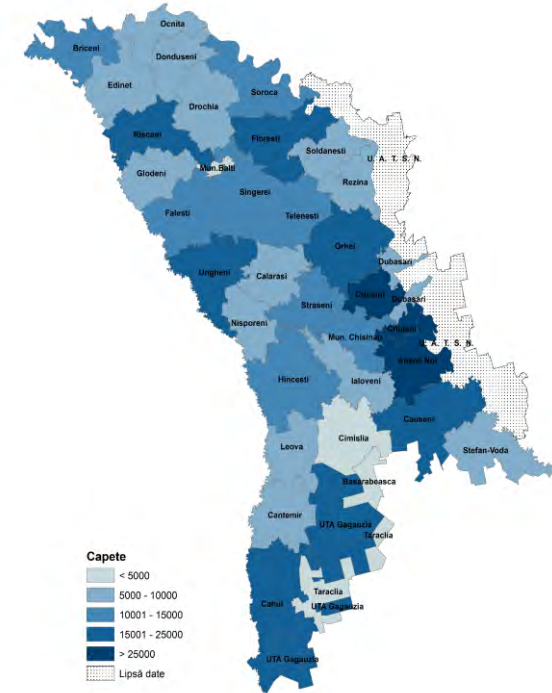 Ocnita
Briceni
Donduseni
Edinet
Soroca
Drochia
Riscani
Floresti
Soldanesti
U. A. T. S. N.
Glodeni
Mun.Balti
Rezina
Singerei
Falesti
Telenesti
Orhei
Dubasari
Ungheni
Calarasi
Criuleni
Dubasari
Straseni
Nisporeni
Criuleni
Mun. Chisinau
U. A. T. S. N.
Anenii Noi
Hincesti
Ialoveni
Causeni
Cimislia
Leova
Stefan-Voda
Basarabeasca
Cantemir
UTA Gagauzia
Taraclia
Capete
< 5000
5000 - 10000
10001 - 15000
15001 - 25000
> 25000
Lipsă date
Taraclia
Cahul
UTA Gagauzia
UTA Gagauzia